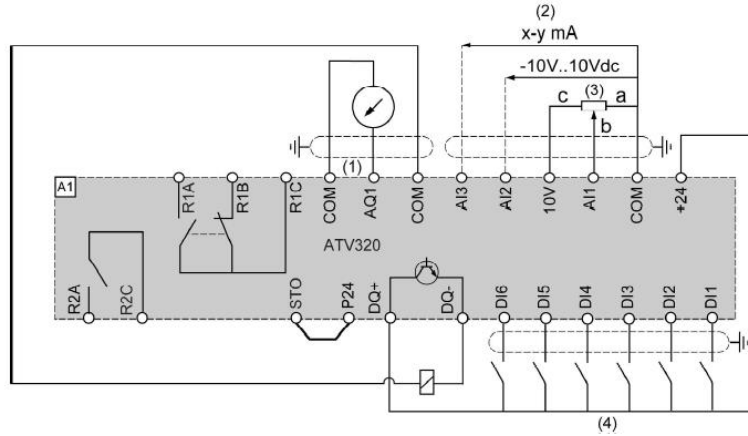 (2)
x-y mA
-10V..10Vdc
c (3) a
b
(1)
A1
R1A R1B R1C COM AQ1 COM AI3 AI2 10V AI1 COM +24
ATV320
R2A R2C STO P24 DQ+ DQ- DI6 DI5 DI4 DI3 DI2 DI1
(4)